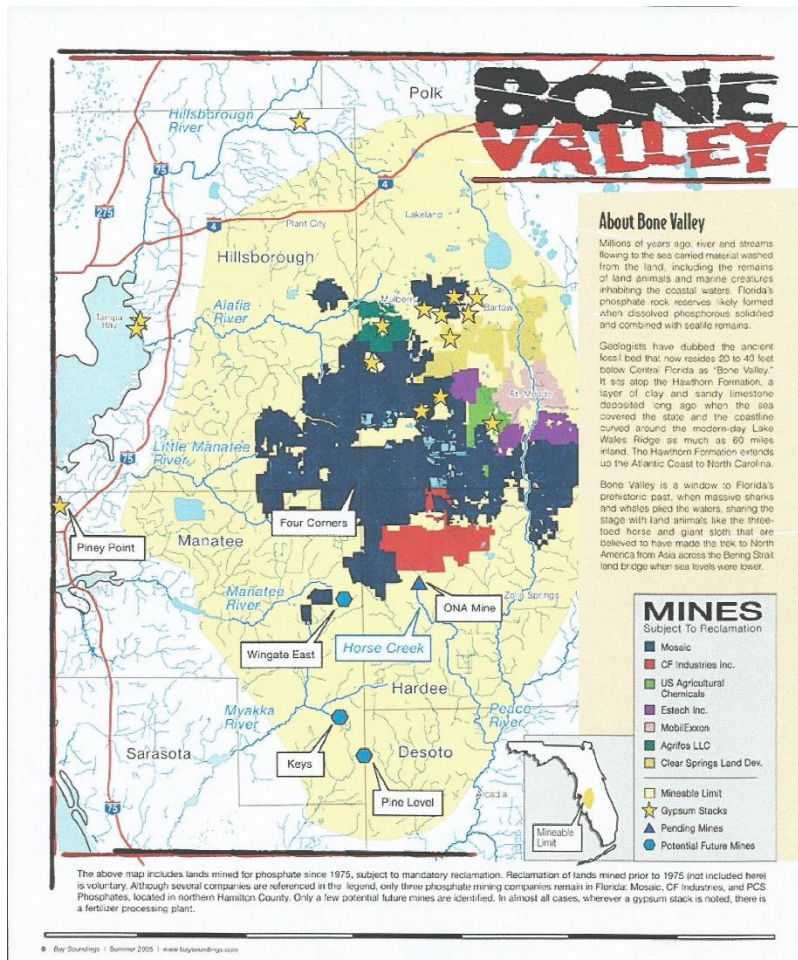 BONE
VALLEY
Polk
Hillsborough
River
75
4
275
4
Plant City
Lakeland
Hillsborough
Mulberry
Bartow
Alafia
River
Tampa
Bay
Ft. Meade
75
Little Manatee
River
Four Corners
Piney Point
Manatee
Manatee
River
Zolfo Springs
ONA Mine
Wingate East
Horse Creek
Hardee
Myakka
River
Peace
River
Sarasota
Keys
Desoto
Pine Level
Arcadia
75
About Bone Valley
Millions of years ago, river and streams
flowing to the sea carried material washed
from the land, including the remains
of land animals and marine creatures
inhabiting the coastal waters. Florida's
phosphate rock reserves likely formed
when dissolved phosphorous solidified
and combined with sealife remains.
Geologists have dubbed the ancient
fossil bed that now resides 20 to 40 feet
below Central Florida as "Bone Valley."
It sits atop the Hawthorn Formation, a
layer of clay and sandy limestone
deposited long ago when the sea
covered the state and the coastline
curved around the modern-day Lake
Wales Ridge as much as 60 miles
inland. The Hawthorn Formation extends
up the Atlantic Coast to North Carolina.
Bone Valley is a window to Florida's
prehistoric past, when massive sharks
and whales plied the waters, sharing the
stage with land animals like the three-
toed horse and giant sloth that are
believed to have made the trek to North
America from Asia across the Bering Strait
land bridge when sea levels were lower.
MINES
Subject To Reclamation
Mosaic
CF Industries Inc.
US Agricultural
Chemicals
Estech Inc.
MobilExxon
Agrifos LLC
Clear Springs Land Dev.
Mineable Limit
Gypsum Stacks
Pending Mines
Potential Future Mines
Mineable
Limit
The above map includes lands mined for phosphate since 1975, subject to mandatory reclamation. Reclamation of lands mined prior to 1975 (not included here)
is voluntary. Although several companies are referenced in the legend, only three phosphate mining companies remain in Florida: Mosaic, CF Industries, and PCS
Phosphates, located in northern Hamilton County. Only a few potential future mines are identified. In almost all cases, wherever a gypsum stack is noted, there is
a fertilizer processing plant.
8 Bay Soundings | Summer 2005 | www.baysoundings.com